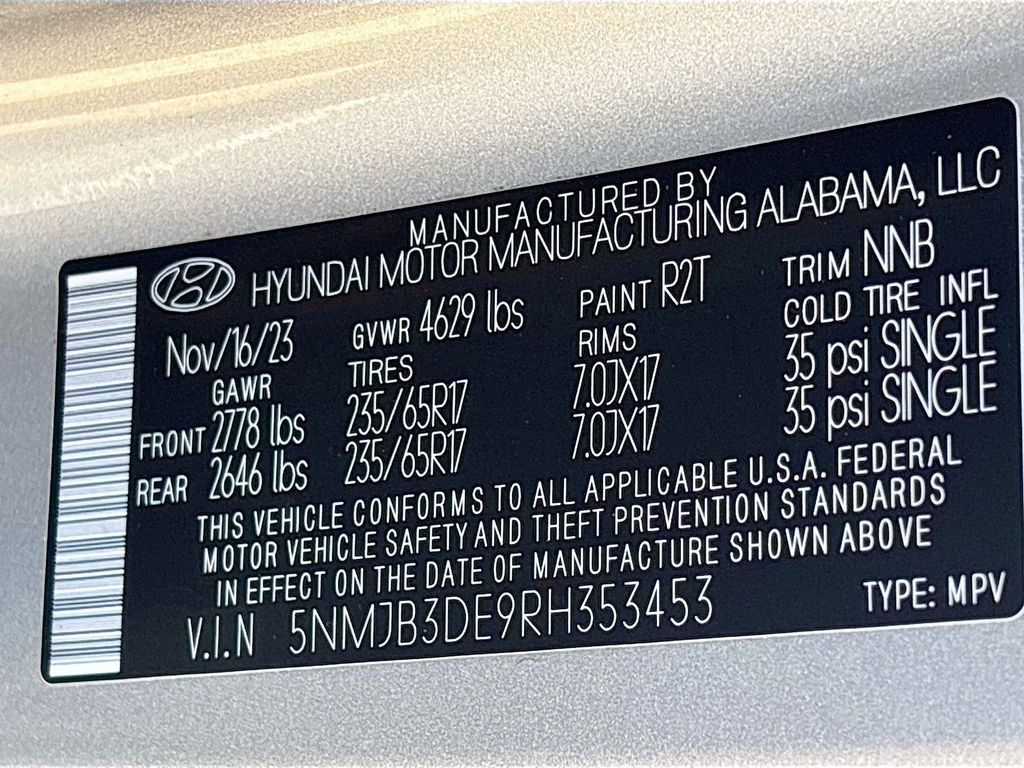 MANUFACTURED BY
HYUNDAI MOTOR MANUFACTURING ALABAMA, LLC
Nov/16/23 GVWR 4629 lbs PAINT R2T TRIM NNB
GAWR TIRES RIMS COLD TIRE INFL
FRONT 2778 lbs 235/65R17 7.0JX17 35 psi SINGLE
REAR 2646 lbs 235/65R17 7.0JX17 35 psi SINGLE
THIS VEHICLE CONFORMS TO ALL APPLICABLE U.S.A. FEDERAL
MOTOR VEHICLE SAFETY AND THEFT PREVENTION STANDARDS
IN EFFECT ON THE DATE OF MANUFACTURE SHOWN ABOVE
V.I.N 5NMJB3DE9RH353453 TYPE: MPV